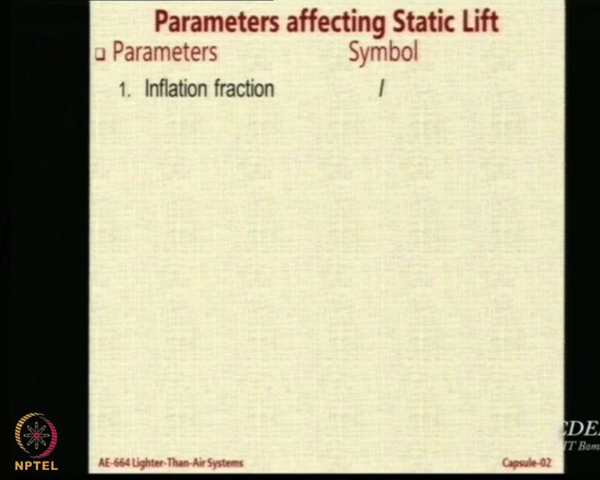 Parameters affecting Static Lift
Parameters Symbol
1. Inflation fraction I
NPTEL
AE-664 Lighter-Than-Air Systems Capsule-02